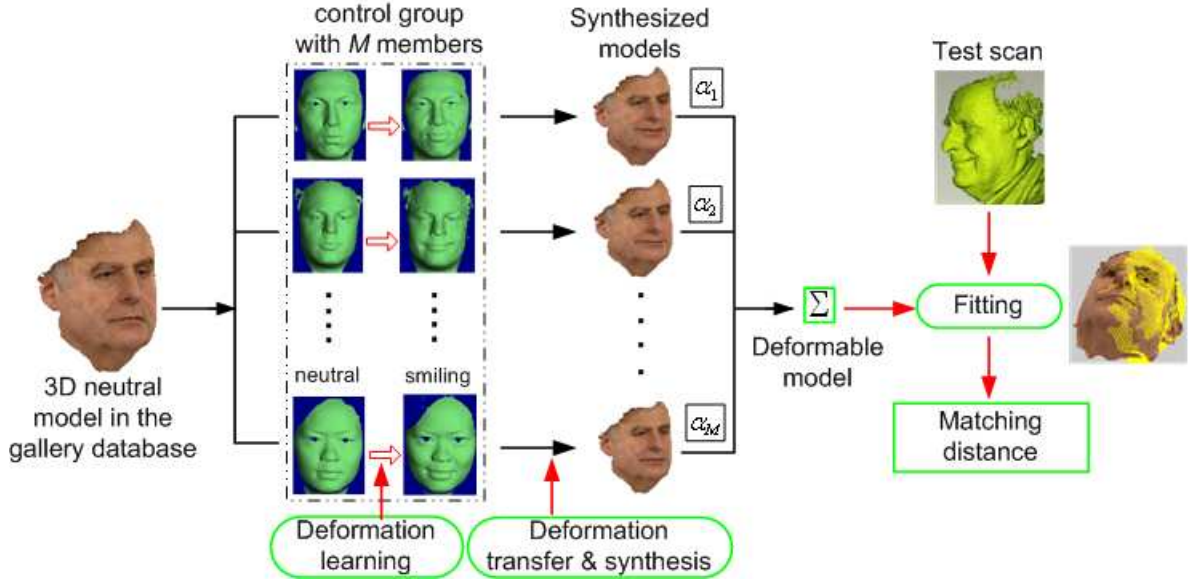 control group
with M members
Synthesized
models
Test scan
α₁
α₂
3D neutral
model in the
gallery database
neutral
smiling
Σ
Deformable
model
Fitting
Matching
distance
α_M
Deformation
learning
Deformation
transfer & synthesis